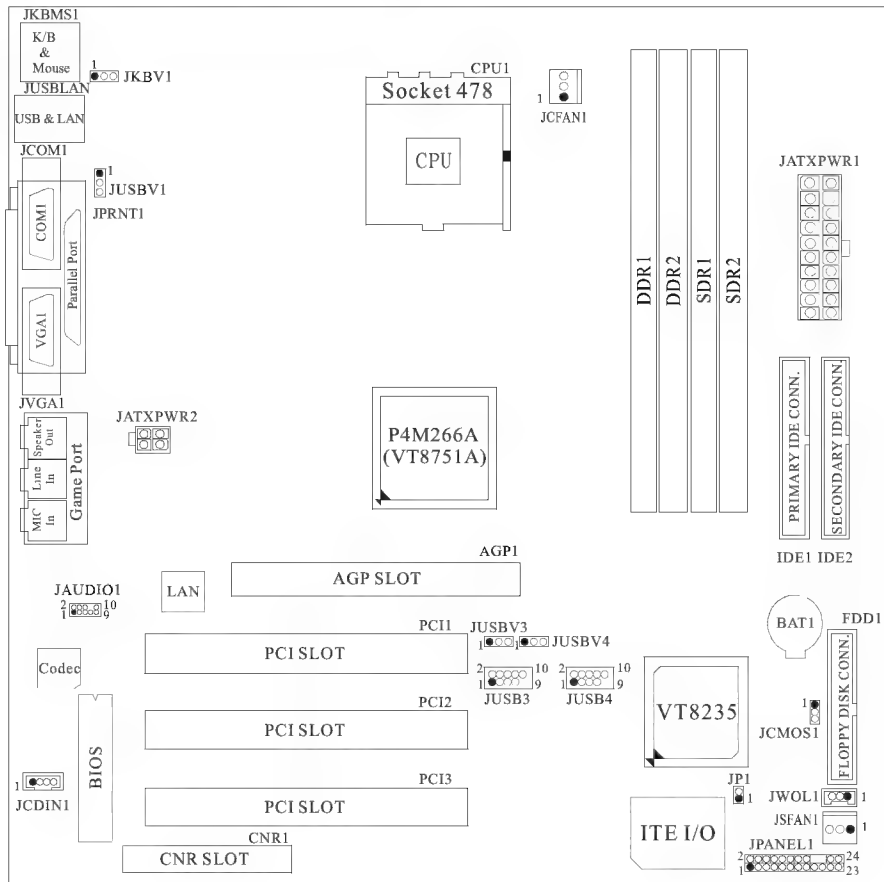 JKBMS1
K/B
&
Mouse
1
JKBV1
JUSBLAN
USB & LAN
JCOM1
1
JUSBV1
JPRNT1
COM1
Parallel Port
VGA1
JVGA1
CPU1
Socket 478
CPU
1
JCFAN1
DDR1
DDR2
SDR1
SDR2
JATXPWR1
JATXPWR2
Speaker
Out
Line
In
MIC
In
Game Port
P4M266A
(VT8751A)
PRIMARY IDE CONN.
SECONDARY IDE CONN.
IDE1 IDE2
AGP1
AGP SLOT
LAN
JAUDIO1
2 10
1 9
Codec
BIOS
1
JCDIN1
PCI1
PCI SLOT
PCI2
PCI SLOT
PCI3
PCI SLOT
CNR1
CNR SLOT
JUSBV3
1
1
JUSBV4
2 10
1 9
JUSB3
2 10
1 9
JUSB4
VT8235
BAT1
FDD1
FLOPPY DISK CONN.
1
JCMOS1
JP1
1
ITE I/O
JWOL1
1
JSFAN1
1
JPANEL1
2 24
1 23